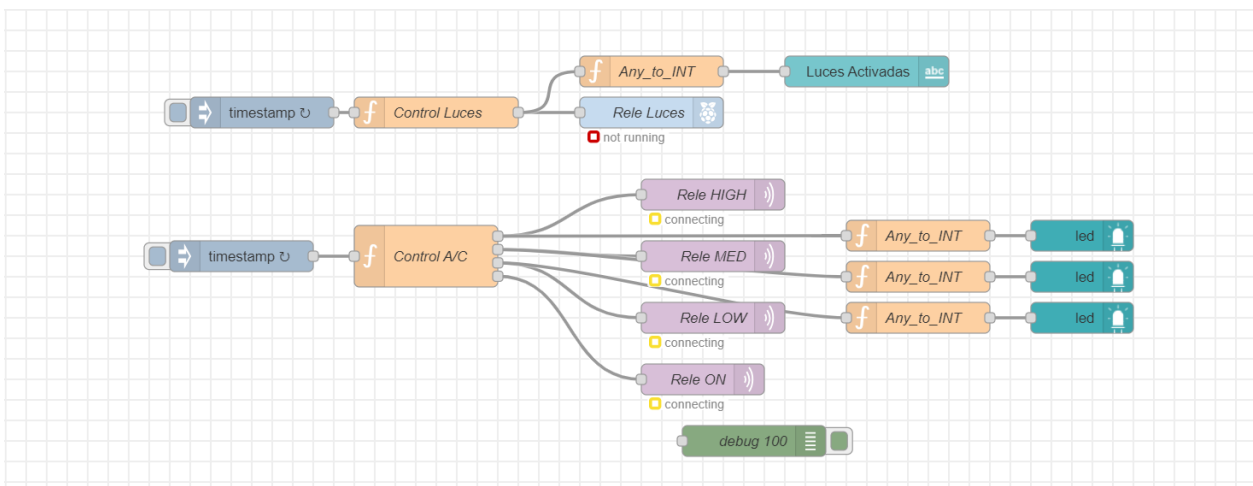 Any_to_INT
Luces Activadas
abc
timestamp ↻
Control Luces
Rele Luces
not running
Rele HIGH
connecting
Any_to_INT
led
timestamp ↻
Control A/C
Rele MED
connecting
Any_to_INT
led
Rele LOW
connecting
Any_to_INT
led
Rele ON
connecting
debug 100